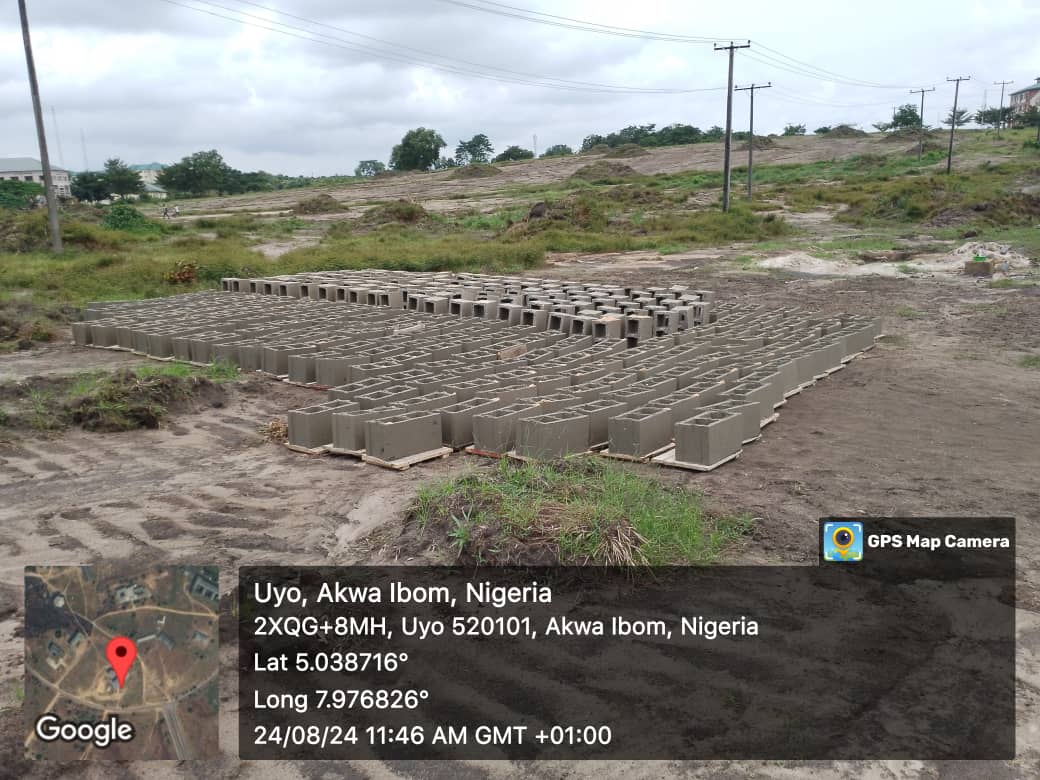 GPS Map Camera
Uyo, Akwa Ibom, Nigeria
2XQG+8MH, Uyo 520101, Akwa Ibom, Nigeria
Lat 5.038716°
Long 7.976826°
24/08/24 11:46 AM GMT +01:00
Google